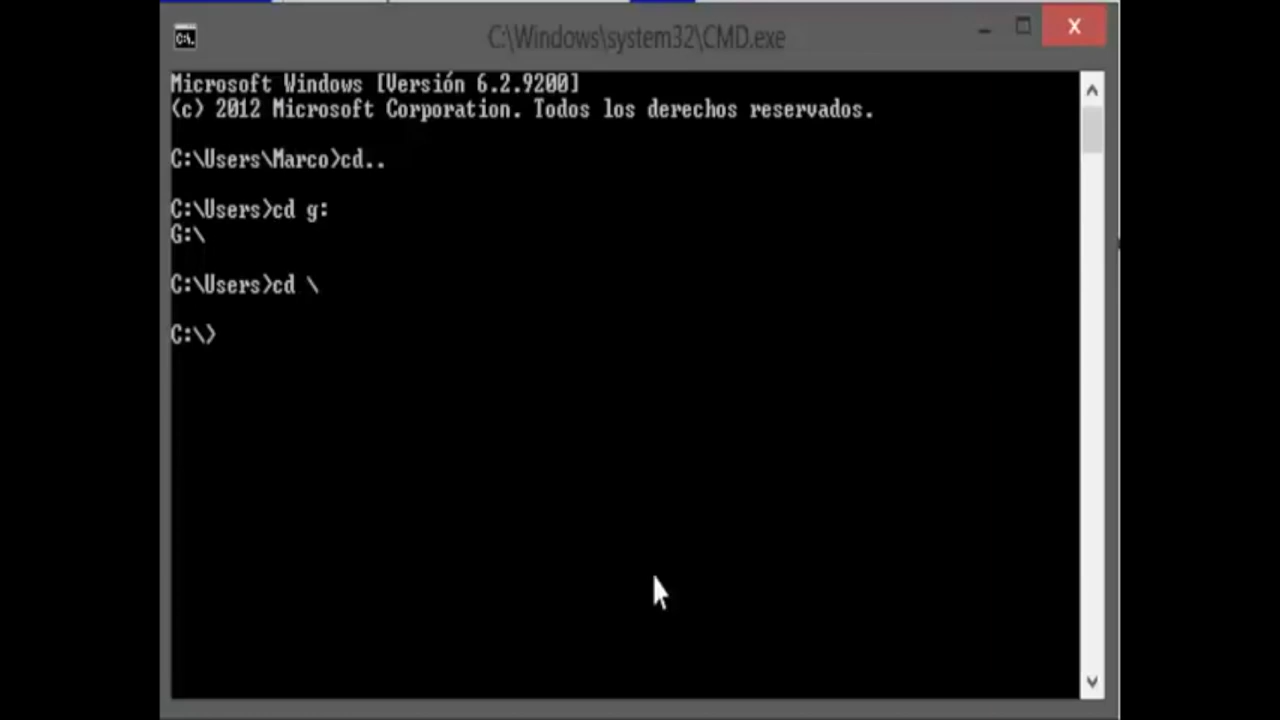 C:\Windows\system32\CMD.exe
Microsoft Windows [Versión 6.2.9200]
(c) 2012 Microsoft Corporation. Todos los derechos reservados.
C:\Users\Marco>cd..
C:\Users>cd g:
G:\
C:\Users>cd \
C:\>